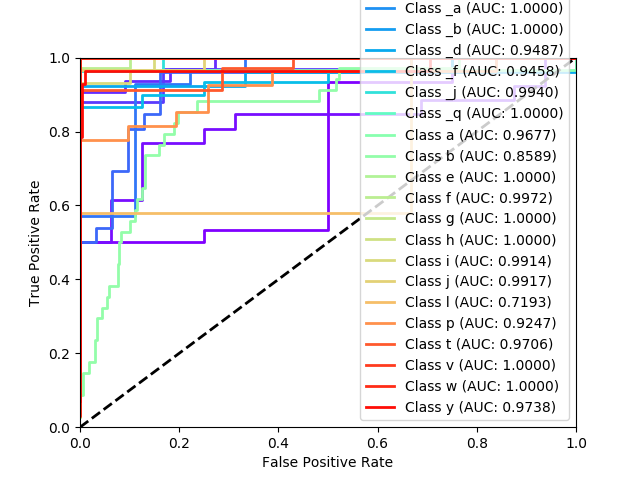 Class _a (AUC: 1.0000)
Class _b (AUC: 1.0000)
Class _d (AUC: 0.9487)
Class _f (AUC: 0.9458)
Class _j (AUC: 0.9940)
Class _q (AUC: 1.0000)
Class a (AUC: 0.9677)
Class b (AUC: 0.8589)
Class e (AUC: 1.0000)
Class f (AUC: 0.9972)
Class g (AUC: 1.0000)
Class h (AUC: 1.0000)
Class i (AUC: 0.9914)
Class j (AUC: 0.9917)
Class l (AUC: 0.7193)
Class p (AUC: 0.9247)
Class t (AUC: 0.9706)
Class v (AUC: 1.0000)
Class w (AUC: 1.0000)
Class y (AUC: 0.9738)
True Positive Rate
1.0
0.8
0.6
0.4
0.2
0.0
0.0 0.2 0.4 0.6 0.8 1.0
False Positive Rate